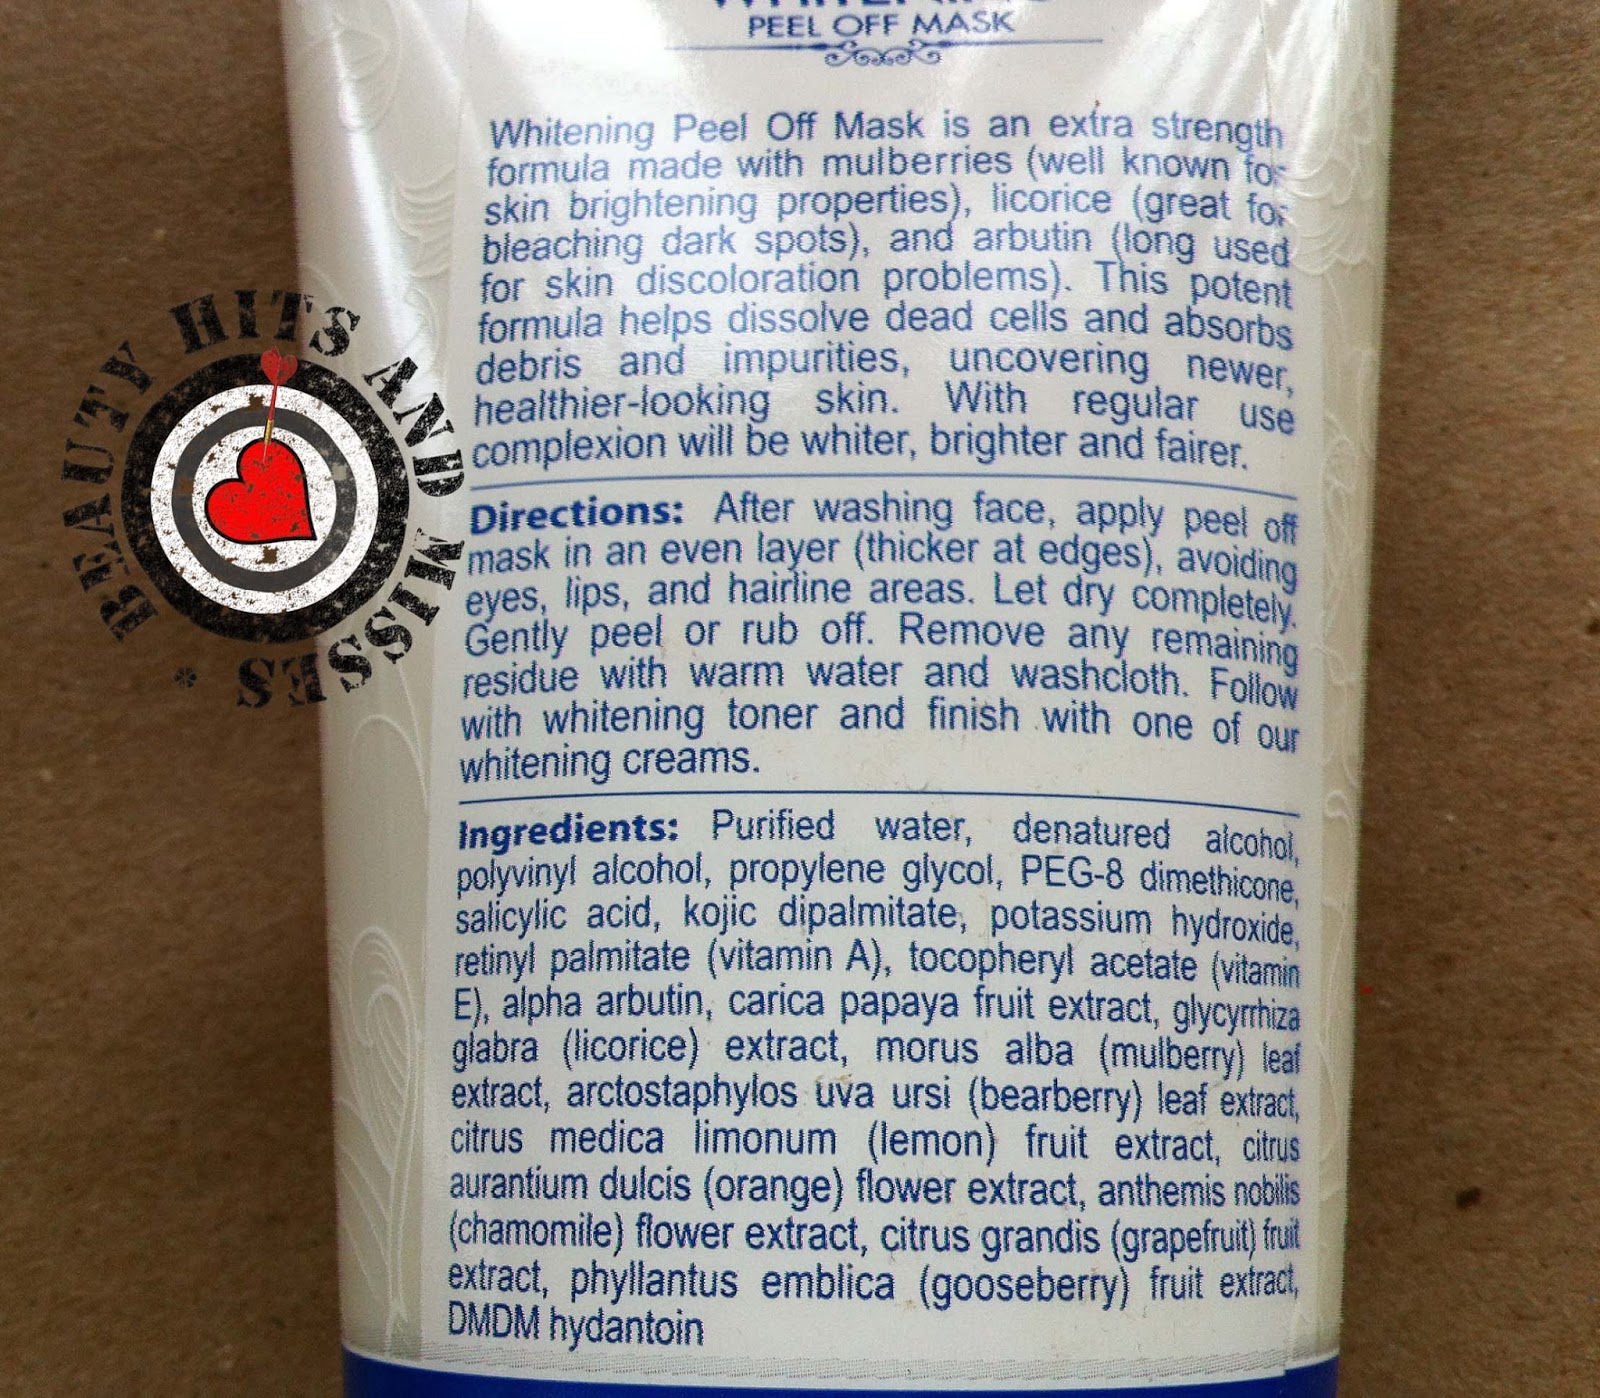 PEEL OFF MASK
Whitening Peel Off Mask is an extra strength
formula made with mulberries (well known for
skin brightening properties), licorice (great for
bleaching dark spots), and arbutin (long used
for skin discoloration problems). This potent
formula helps dissolve dead cells and absorbs
debris and impurities, uncovering newer,
healthier-looking skin. With regular use
complexion will be whiter, brighter and fairer.
Directions: After washing face, apply peel off
mask in an even layer (thicker at edges), avoiding
eyes, lips, and hairline areas. Let dry completely.
Gently peel or rub off. Remove any remaining
residue with warm water and washcloth. Follow
with whitening toner and finish with one of our
whitening creams.
Ingredients: Purified water, denatured alcohol,
polyvinyl alcohol, propylene glycol, PEG-8 dimethicone,
salicylic acid, kojic dipalmitate, potassium hydroxide,
retinyl palmitate (vitamin A), tocopheryl acetate (vitamin
E), alpha arbutin, carica papaya fruit extract, glycyrrhiza
glabra (licorice) extract, morus alba (mulberry) leaf
extract, arctostaphylos uva ursi (bearberry) leaf extract,
citrus medica limonum (lemon) fruit extract, citrus
aurantium dulcis (orange) flower extract, anthemis nobilis
(chamomile) flower extract, citrus grandis (grapefruit) fruit
extract, phyllantus emblica (gooseberry) fruit extract,
DMDM hydantoin
BEAUTY HITS AND MISSES *